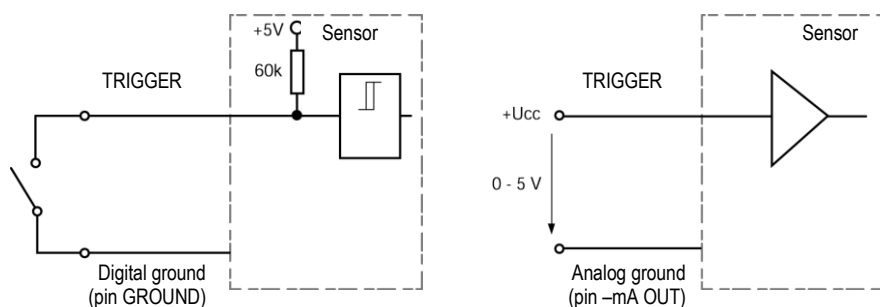 +5V
Sensor
60k
TRIGGER
Digital ground
(pin GROUND)
Sensor
TRIGGER
+Ucc
0 - 5 V
Analog ground
(pin –mA OUT)